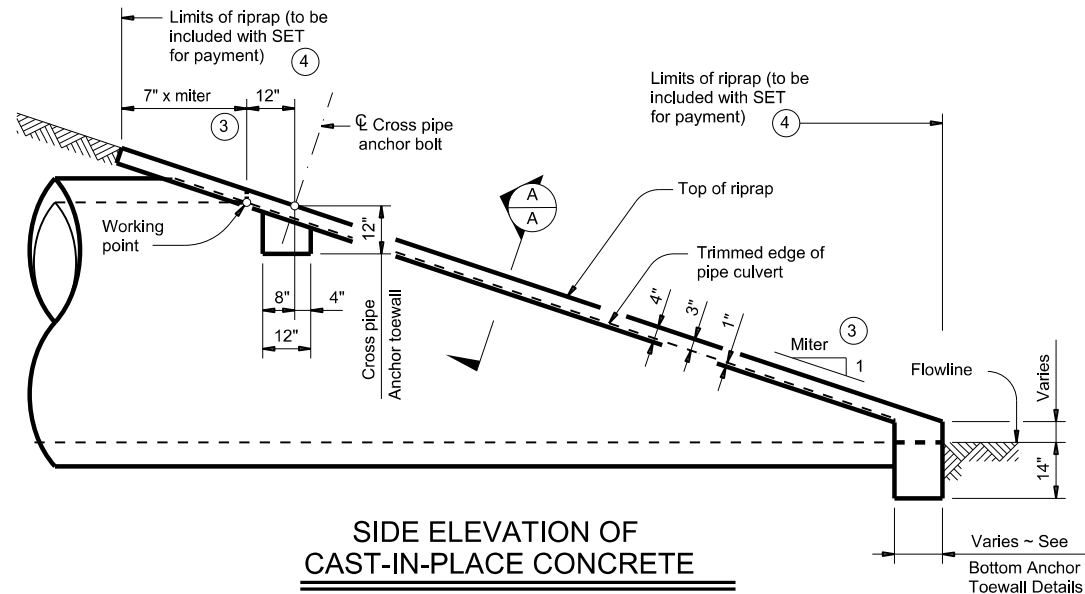 Limits of riprap (to be
included with SET
for payment)
4
7" x miter
12"
3
℄ Cross pipe
anchor bolt
Limits of riprap (to be
included with SET
for payment)
4
A
A
Top of riprap
Working
point
12"
Trimmed edge of
pipe culvert
8"
4"
12"
Cross pipe
Anchor toewall
4"
3"
1"
3
Miter
1
Flowline
Varies
14"
SIDE ELEVATION OF
CAST-IN-PLACE CONCRETE
Varies ~ See
Bottom Anchor
Toewall Details